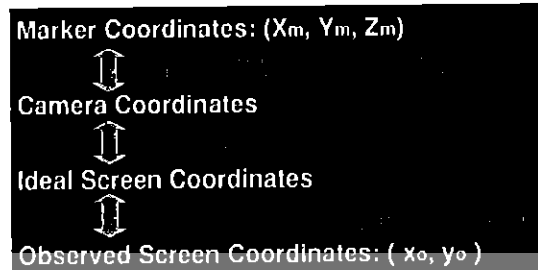 Marker Coordinates: (Xm, Ym, Zm)
Camera Coordinates
Ideal Screen Coordinates
Observed Screen Coordinates: ( xo, yo )